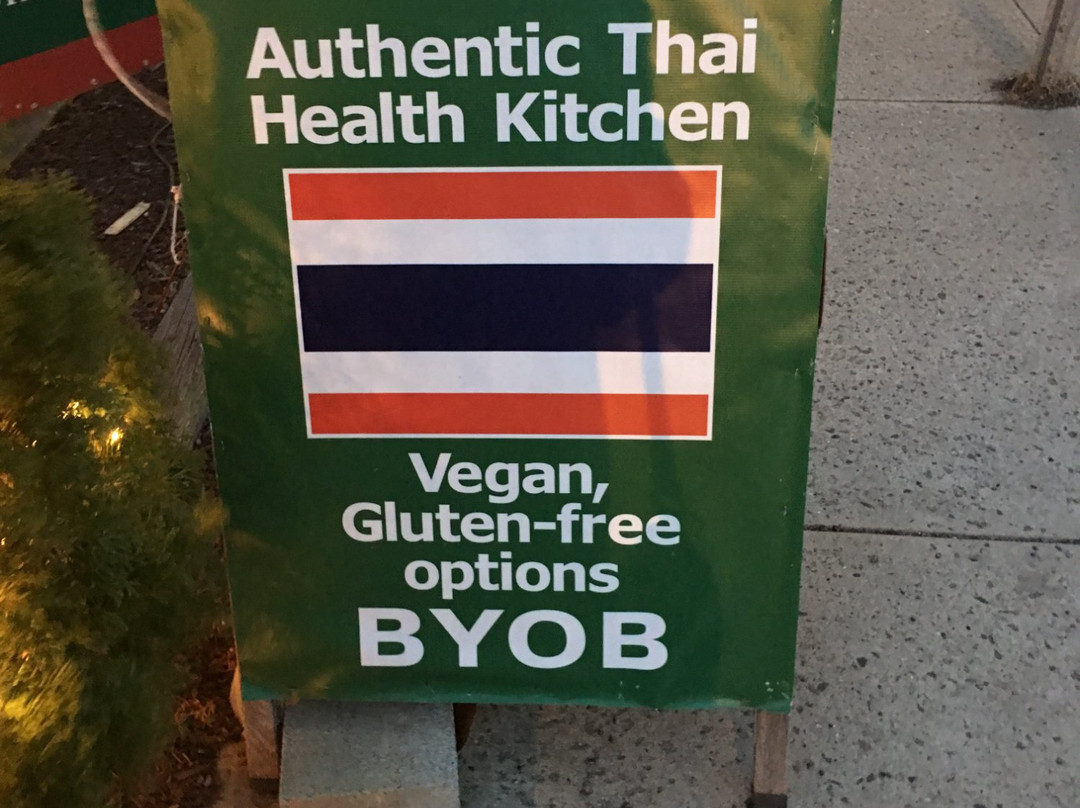 Authentic Thai
Health Kitchen
Vegan,
Gluten-free
options
BYOB